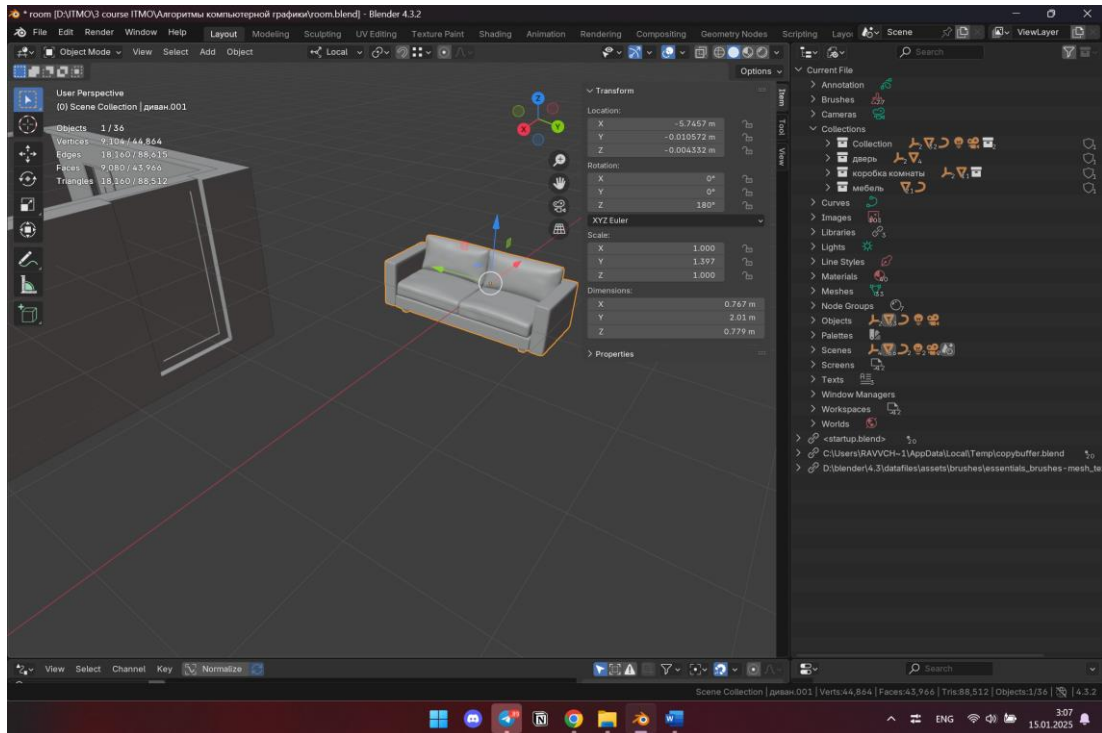 * room [D:\ITMO\3 course ITMO\Алгоритмы компьютерной графики\room.blend] - Blender 4.3.2
File Edit Render Window Help Layout Modeling Sculpting UV Editing Texture Paint Shading Animation Rendering Compositing Geometry Nodes Scripting Layou Scene ViewLayer
Object Mode View Select Add Object Local Search
Options
User Perspective
(0) Scene Collection | диван.001
Objects 1/36
Vertices 9,104/44,864
Edges 18,160/88,615
Faces 9,080/43,966
Triangles 18,160/88,512
X Y Z
Transform
Location:
X -5.7457 m
Y -0.010572 m
Z -0.004332 m
Rotation:
X 0°
Y 0°
Z 180°
XYZ Euler
Scale:
X 1.000
Y 1.397
Z 1.000
Dimensions:
X 0.767 m
Y 2.01 m
Z 0.779 m
Properties
Item
Tool
View
Current File
Annotation
Brushes
Cameras
Collections
Collection
дверь
коробка комнаты
мебель
Curves
Images
Libraries
Lights
Line Styles
Materials
Meshes
Node Groups
Objects
Palettes
Scenes
Screens
Texts
Window Managers
Workspaces
Worlds
<startup.blend>
C:\Users\RAVVCH~1\AppData\Local\Temp\copybuffer.blend
D:\blender\4.3\datafiles\assets\brushes\essentials_brushes-mesh_te
View Select Channel Key Normalize Search
Scene Collection | диван.001 | Verts:44,864 | Faces:43,966 | Tris:88,512 | Objects:1/36 | 4.3.2
ENG 3:07
15.01.2025